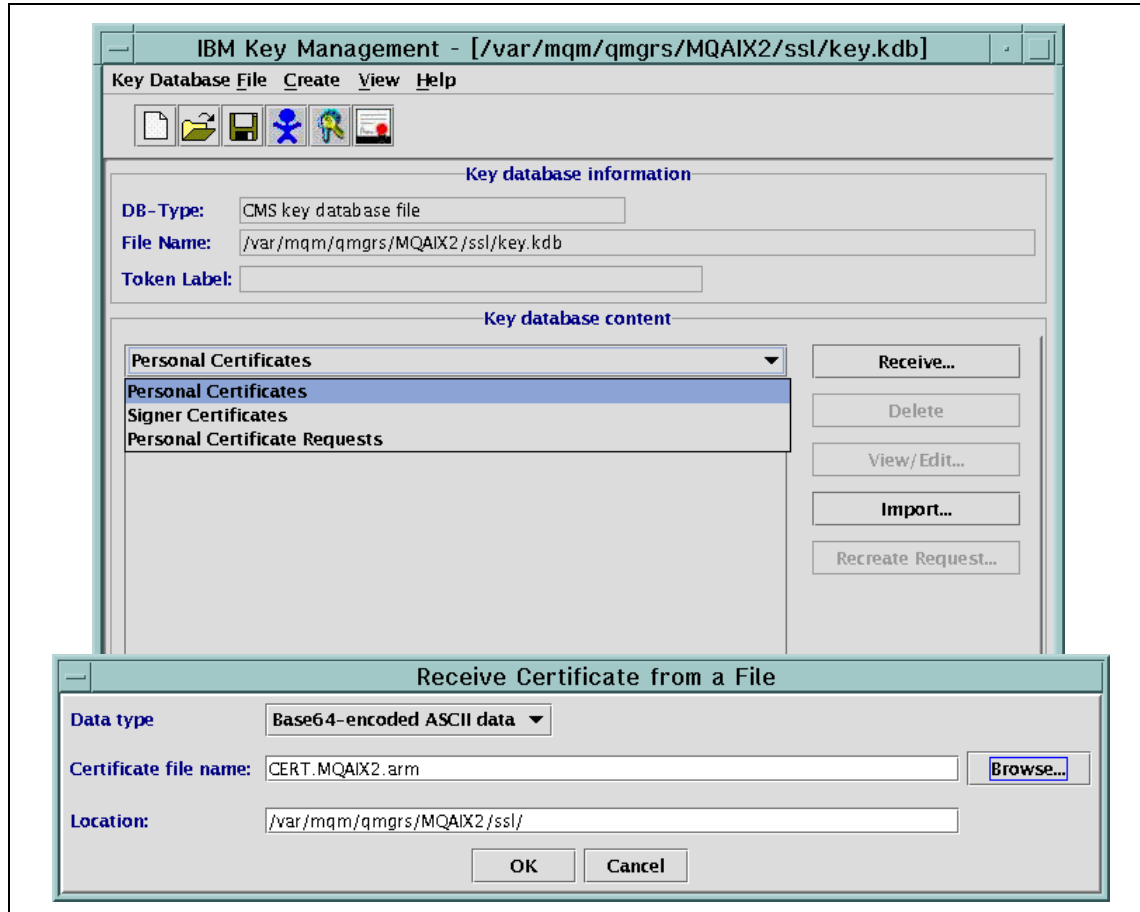 IBM Key Management - [/var/mqm/qmgrs/MQAIX2/ssl/key.kdb]
Key Database File Create View Help
Key database information
DB-Type: CMS key database file
File Name: /var/mqm/qmgrs/MQAIX2/ssl/key.kdb
Token Label:
Key database content
Personal Certificates
Receive...
Personal Certificates
Signer Certificates
Personal Certificate Requests
Delete
View/Edit...
Import...
Recreate Request...
Receive Certificate from a File
Data type Base64-encoded ASCII data
Certificate file name: CERT.MQAIX2.arm Browse...
Location: /var/mqm/qmgrs/MQAIX2/ssl/
OK Cancel